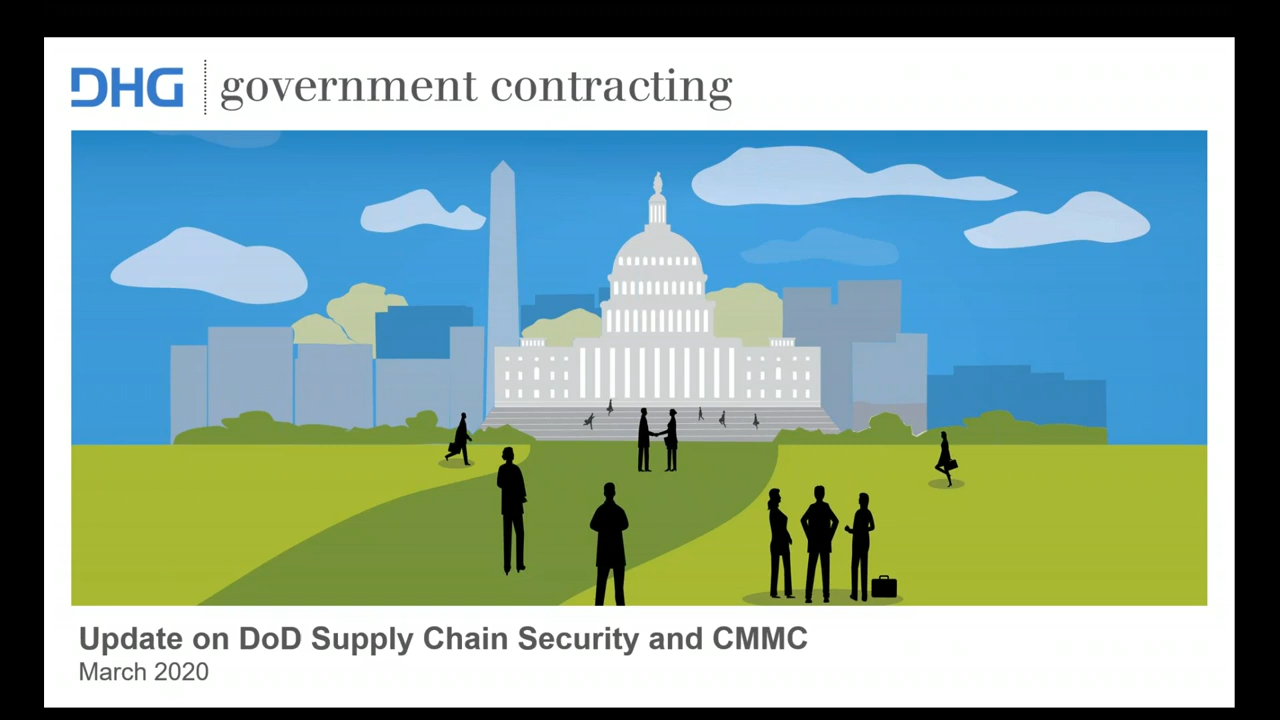 DHG government contracting
Update on DoD Supply Chain Security and CMMC
March 2020